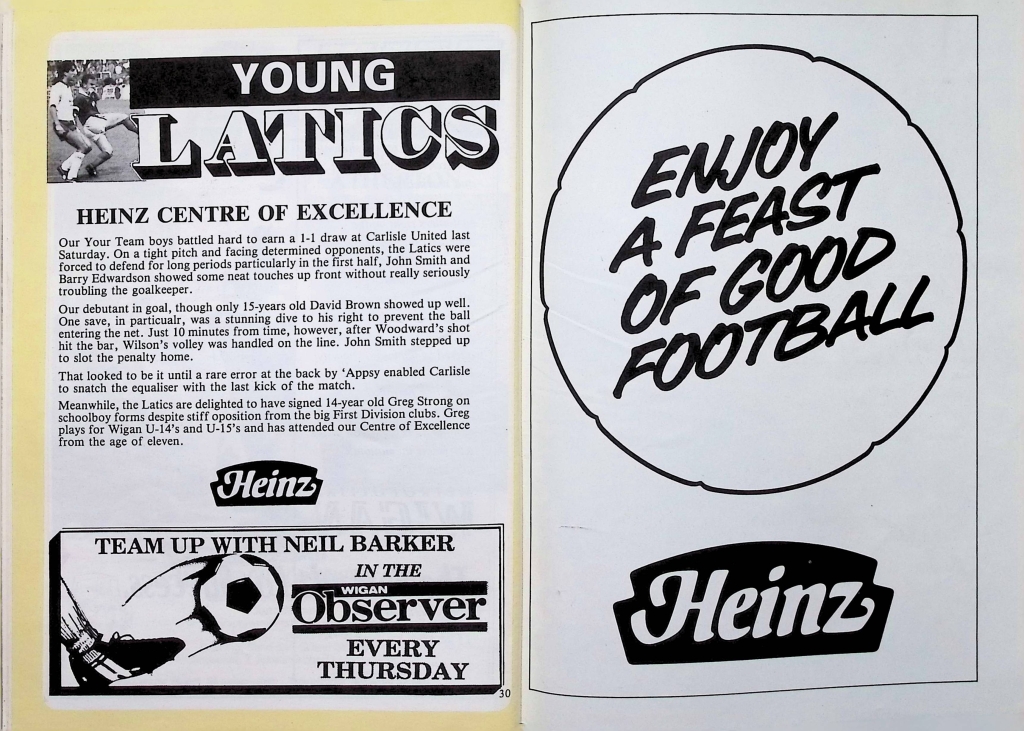 YOUNG
LATICS
HEINZ CENTRE OF EXCELLENCE
Our Your Team boys battled hard to earn a 1-1 draw at Carlisle United last
Saturday. On a tight pitch and facing determined opponents, the Latics were
forced to defend for long periods particularly in the first half, John Smith and
Barry Edwardson showed some neat touches up front without really seriously
troubling the goalkeeper.
Our debutant in goal, though only 15-years old David Brown showed up well.
One save, in particualr, was a stunning dive to his right to prevent the ball
entering the net. Just 10 minutes from time, however, after Woodward's shot
hit the bar, Wilson's volley was handled on the line. John Smith stepped up
to slot the penalty home.
That looked to be it until a rare error at the back by 'Appsy enabled Carlisle
to snatch the equaliser with the last kick of the match.
Meanwhile, the Latics are delighted to have signed 14-year old Greg Strong on
schoolboy forms despite stiff oposition from the big First Division clubs. Greg
plays for Wigan U-14's and U-15's and has attended our Centre of Excellence
from the age of eleven.
Heinz
TEAM UP WITH NEIL BARKER
IN THE
WIGAN
Observer
EVERY
THURSDAY
30
ENJOY
A FEAST
OF GOOD
FOOTBALL
Heinz